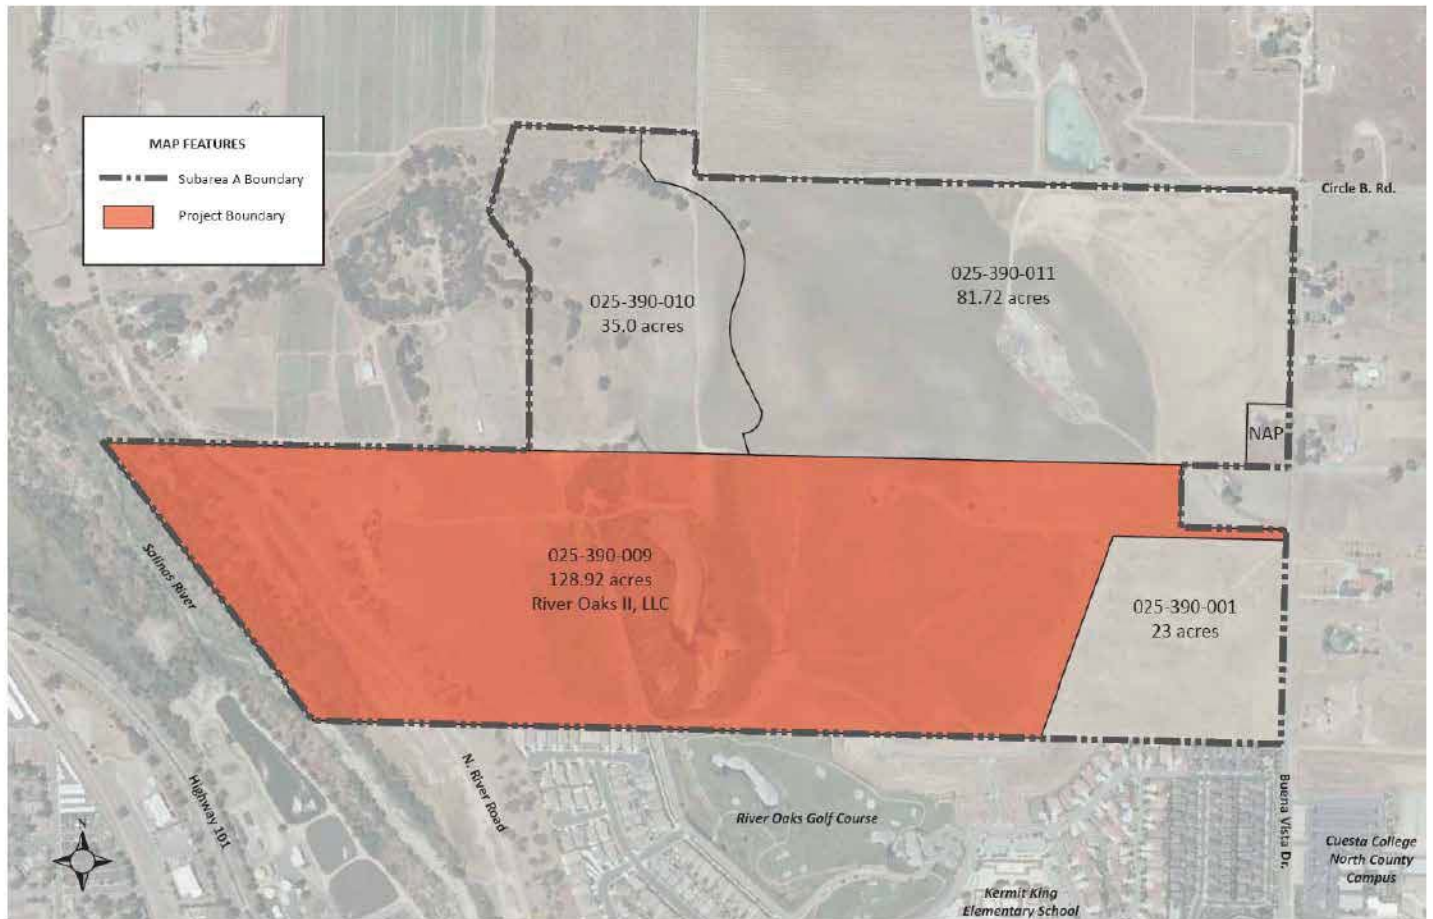 MAP FEATURES
Subarea A Boundary
Project Boundary
Circle B. Rd.
025-390-011
81.72 acres
025-390-010
35.0 acres
NAP
025-390-009
128.92 acres
River Oaks II, LLC
025-390-001
23 acres
Salinas River
Highway 101
N. River Road
River Oaks Golf Course
Buena Vista Dr.
Cuesta College
North County
Campus
Kermit King
Elementary School
N